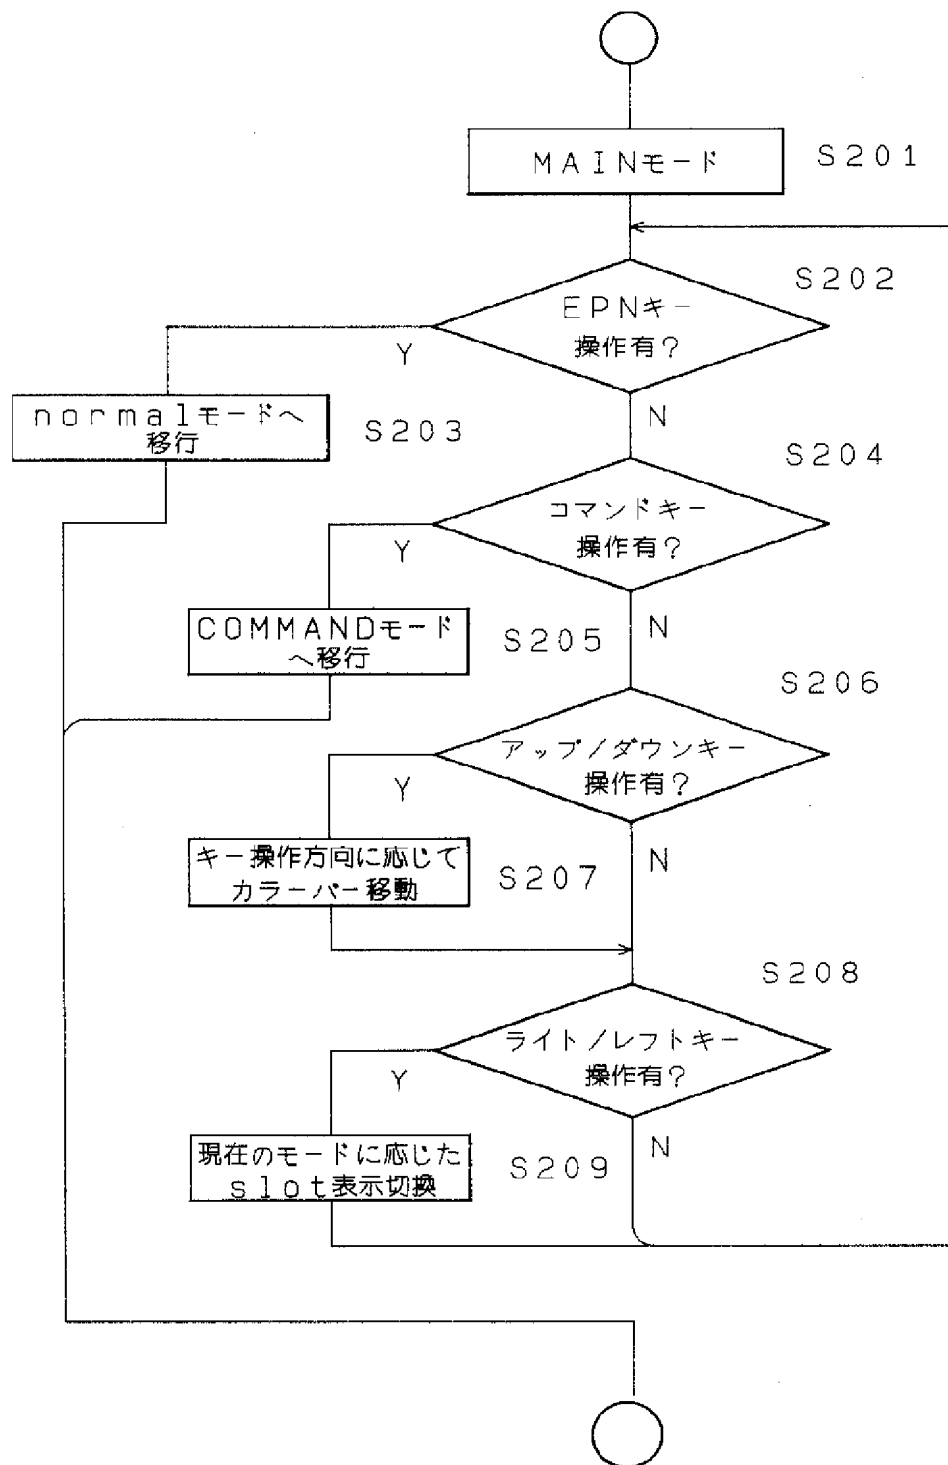 MAINモード
S201
S202
EPNキー
操作有?
Y
N
normalモードへ
移行
S203
S204
コマンドキー
操作有?
Y
N
COMMANDモード
へ移行
S205
S206
アップ/ダウンキー
操作有?
Y
N
キー操作方向に応じて
カラーバー移動
S207
S208
ライト/レフトキー
操作有?
Y
N
現在のモードに応じた
slot表示切換
S209